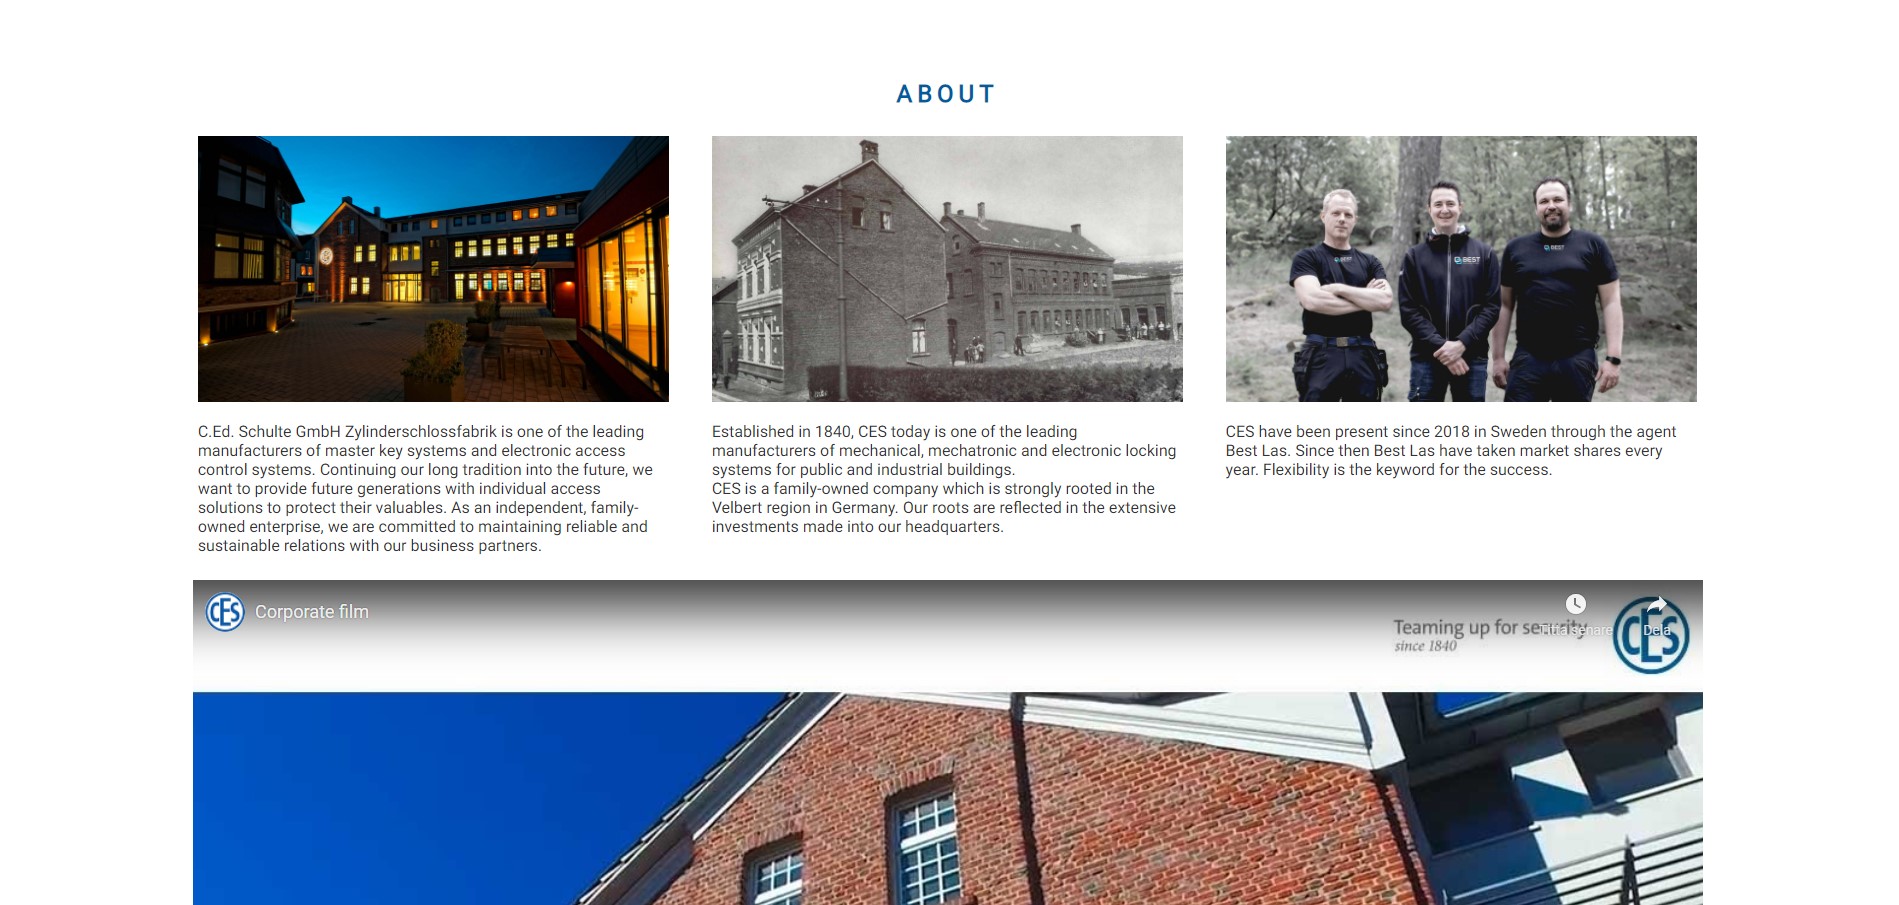 ABOUT
BEST
BEST
BEST
C.Ed. Schulte GmbH Zylinderschlossfabrik is one of the leading
manufacturers of master key systems and electronic access
control systems. Continuing our long tradition into the future, we
want to provide future generations with individual access
solutions to protect their valuables. As an independent, family-
owned enterprise, we are committed to maintaining reliable and
sustainable relations with our business partners.
Established in 1840, CES today is one of the leading
manufacturers of mechanical, mechatronic and electronic locking
systems for public and industrial buildings.
CES is a family-owned company which is strongly rooted in the
Velbert region in Germany. Our roots are reflected in the extensive
investments made into our headquarters.
CES have been present since 2018 in Sweden through the agent
Best Las. Since then Best Las have taken market shares every
year. Flexibility is the keyword for the success.
CES
Corporate film
Teaming up for security
since 1840
Titta senare
Dela
CES